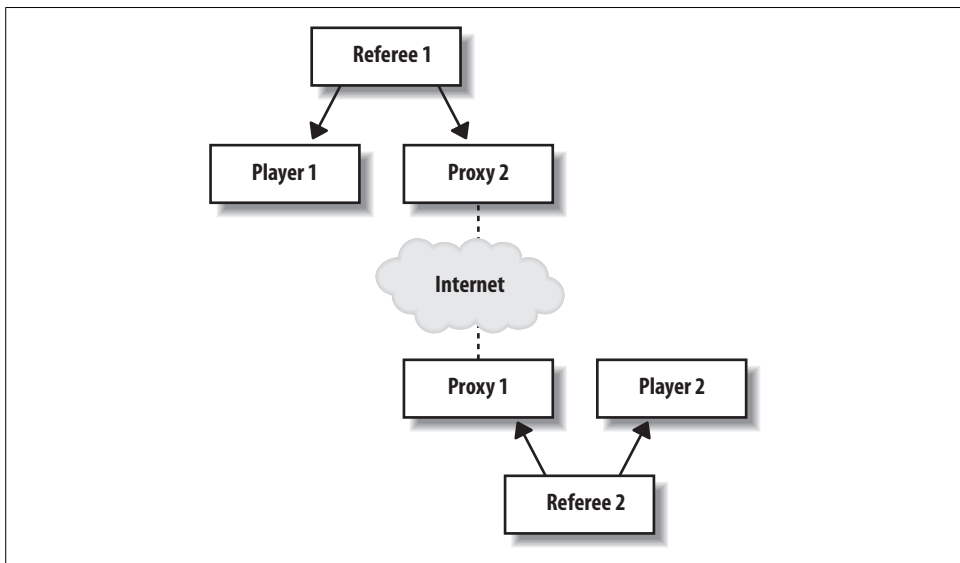 Referee 1
Player 1
Proxy 2
Internet
Proxy 1
Player 2
Referee 2